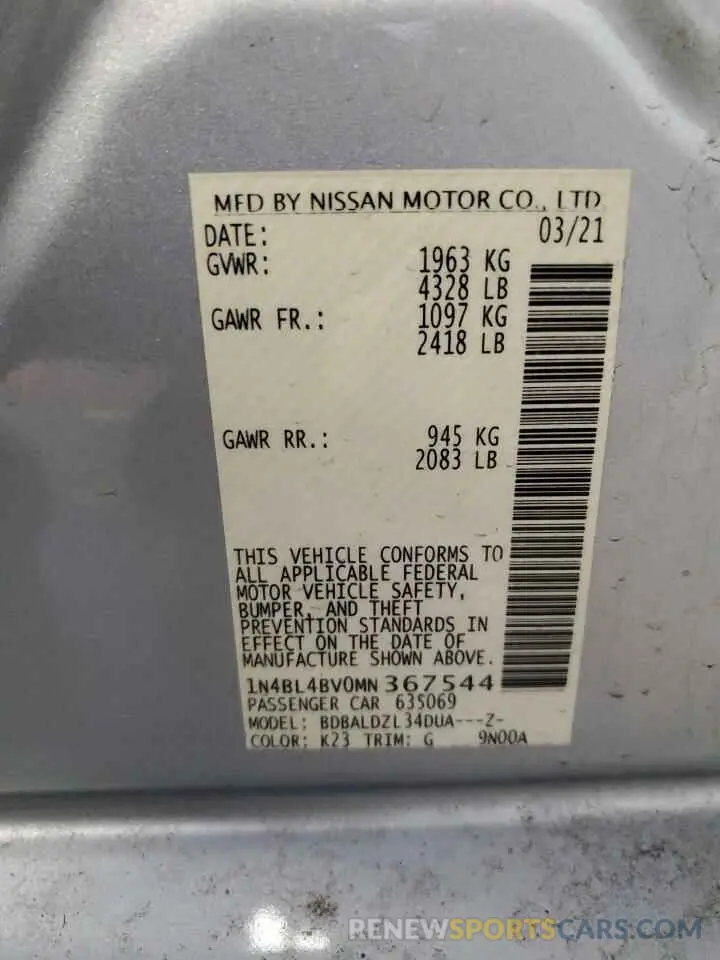 MFD BY NISSAN MOTOR CO., LTD
DATE: 03/21
GVWR: 1963 KG
4328 LB
GAWR FR.: 1097 KG
2418 LB
GAWR RR.: 945 KG
2083 LB
THIS VEHICLE CONFORMS TO
ALL APPLICABLE FEDERAL
MOTOR VEHICLE SAFETY,
BUMPER, AND THEFT
PREVENTION STANDARDS IN
EFFECT ON THE DATE OF
MANUFACTURE SHOWN ABOVE.
1N4BL4BV0MN367544
PASSENGER CAR 635069
MODEL: BDBALDZL34DUA---Z-
COLOR: K23 TRIM: G 9N00A
RENEWSPORTSCARS.COM